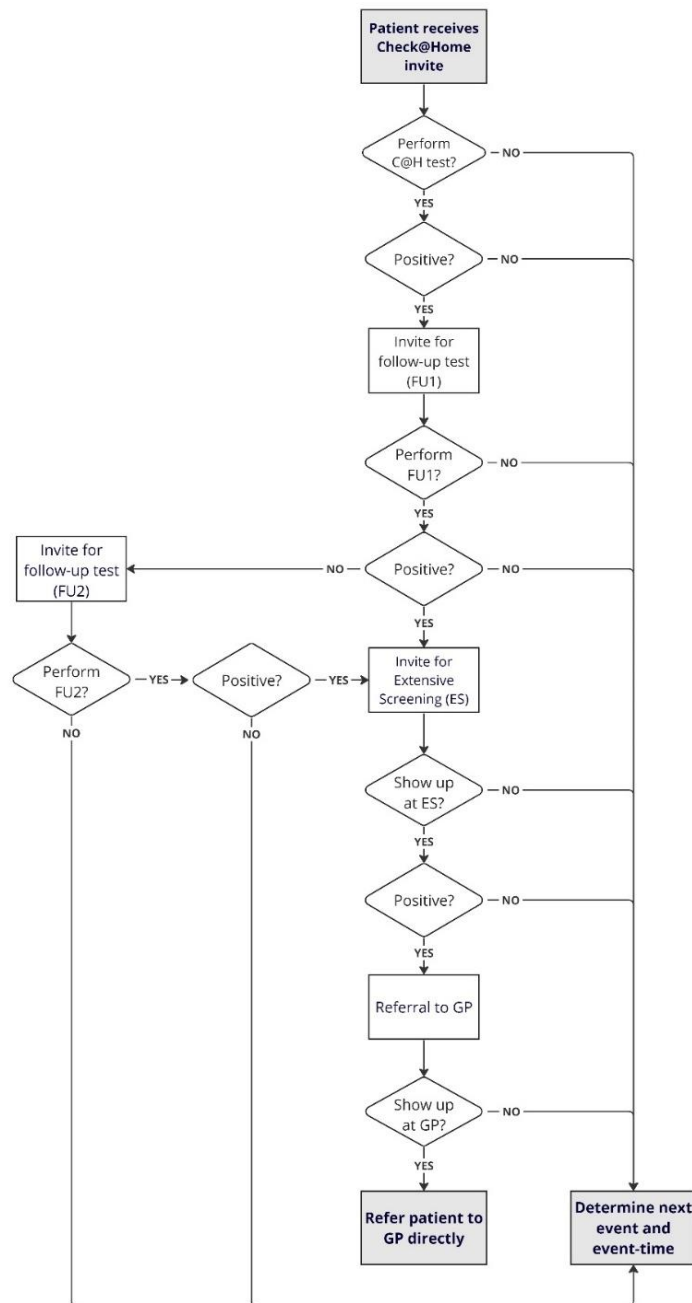 Patient receives
Check@Home
invite
Perform
C@H test?
NO
YES
Positive?
NO
YES
Invite for
follow-up test
(FU1)
Perform
FU1?
NO
YES
Invite for
follow-up test
(FU2)
NO
Positive?
NO
YES
Perform
FU2?
YES
Positive?
YES
Invite for
Extensive
Screening (ES)
NO
NO
Show up
at ES?
NO
YES
Positive?
NO
YES
Referral to GP
Show up
at GP?
NO
YES
Refer patient to
GP directly
Determine next
event and
event-time